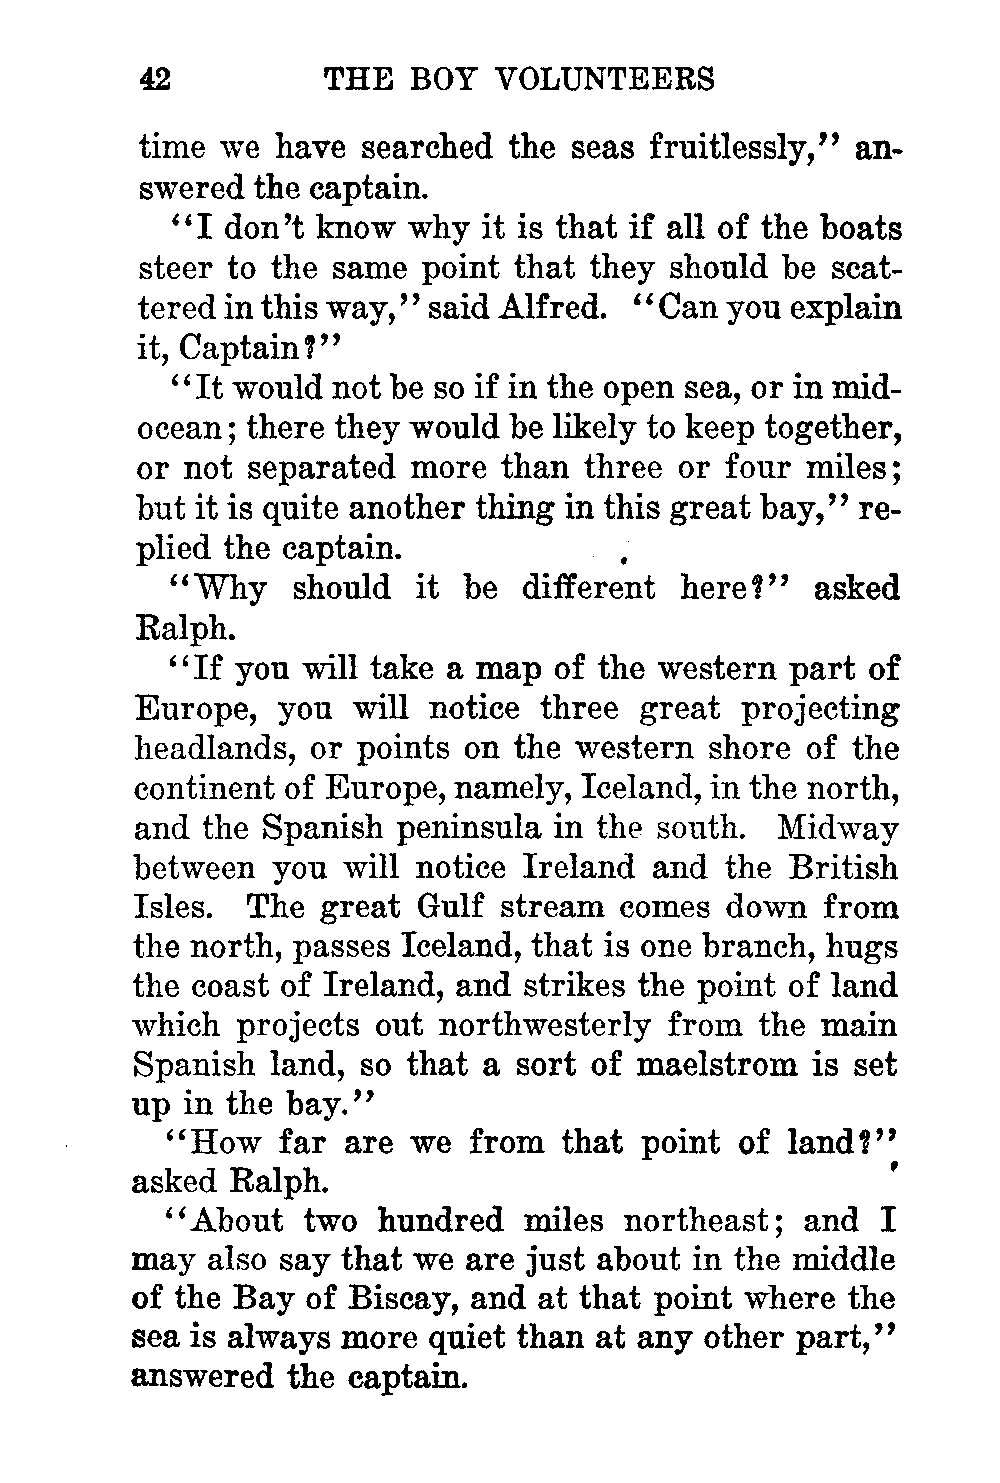 42 THE BOY VOLUNTEERS
time we have searched the seas fruitlessly,” an-
swered the captain.
“I don’t know why it is that if all of the boats
steer to the same point that they should be scat-
tered in this way,” said Alfred. “Can you explain
it, Captain?”
“It would not be so if in the open sea, or in mid-
ocean; there they would be likely to keep together,
or not separated more than three or four miles;
but it is quite another thing in this great bay,” re-
plied the captain.
“Why should it be different here?” asked
Ralph.
“If you will take a map of the western part of
Europe, you will notice three great projecting
headlands, or points on the western shore of the
continent of Europe, namely, Iceland, in the north,
and the Spanish peninsula in the south. Midway
between you will notice Ireland and the British
Isles. The great Gulf stream comes down from
the north, passes Iceland, that is one branch, hugs
the coast of Ireland, and strikes the point of land
which projects out northwesterly from the main
Spanish land, so that a sort of maelstrom is set
up in the bay.”
“How far are we from that point of land?”
asked Ralph.
“About two hundred miles northeast; and I
may also say that we are just about in the middle
of the Bay of Biscay, and at that point where the
sea is always more quiet than at any other part,”
answered the captain.